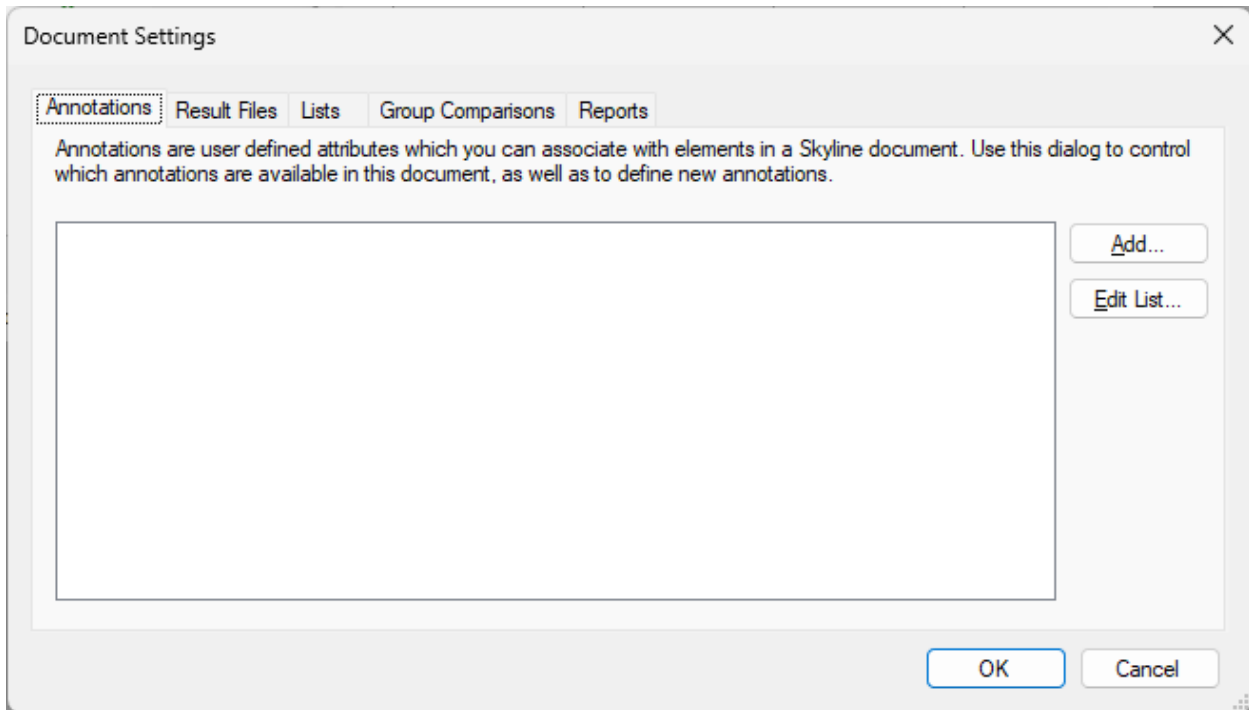 Document Settings
Annotations Result Files Lists Group Comparisons Reports
Annotations are user defined attributes which you can associate with elements in a Skyline document. Use this dialog to control
which annotations are available in this document, as well as to define new annotations.
Add...
Edit List...
OK Cancel